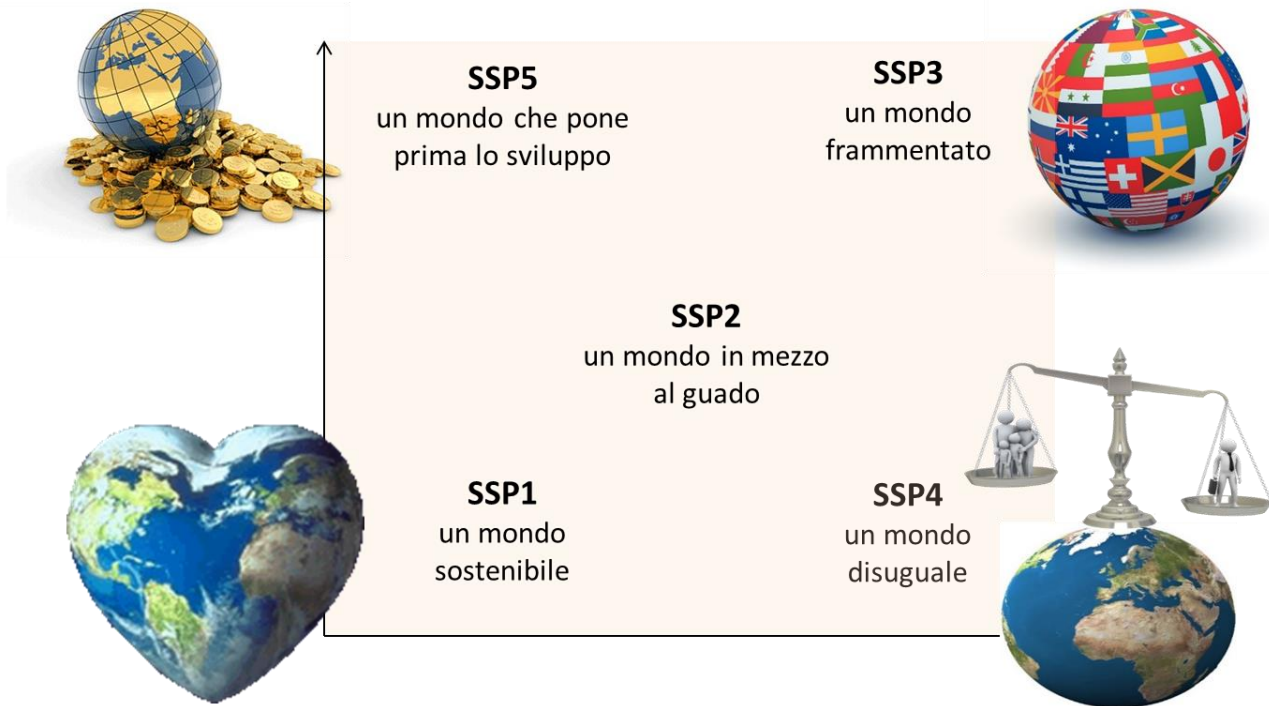 SSP5
un mondo che pone
prima lo sviluppo
SSP3
un mondo
frammentato
SSP2
un mondo in mezzo
al guado
SSP1
un mondo
sostenibile
SSP4
un mondo
disuguale